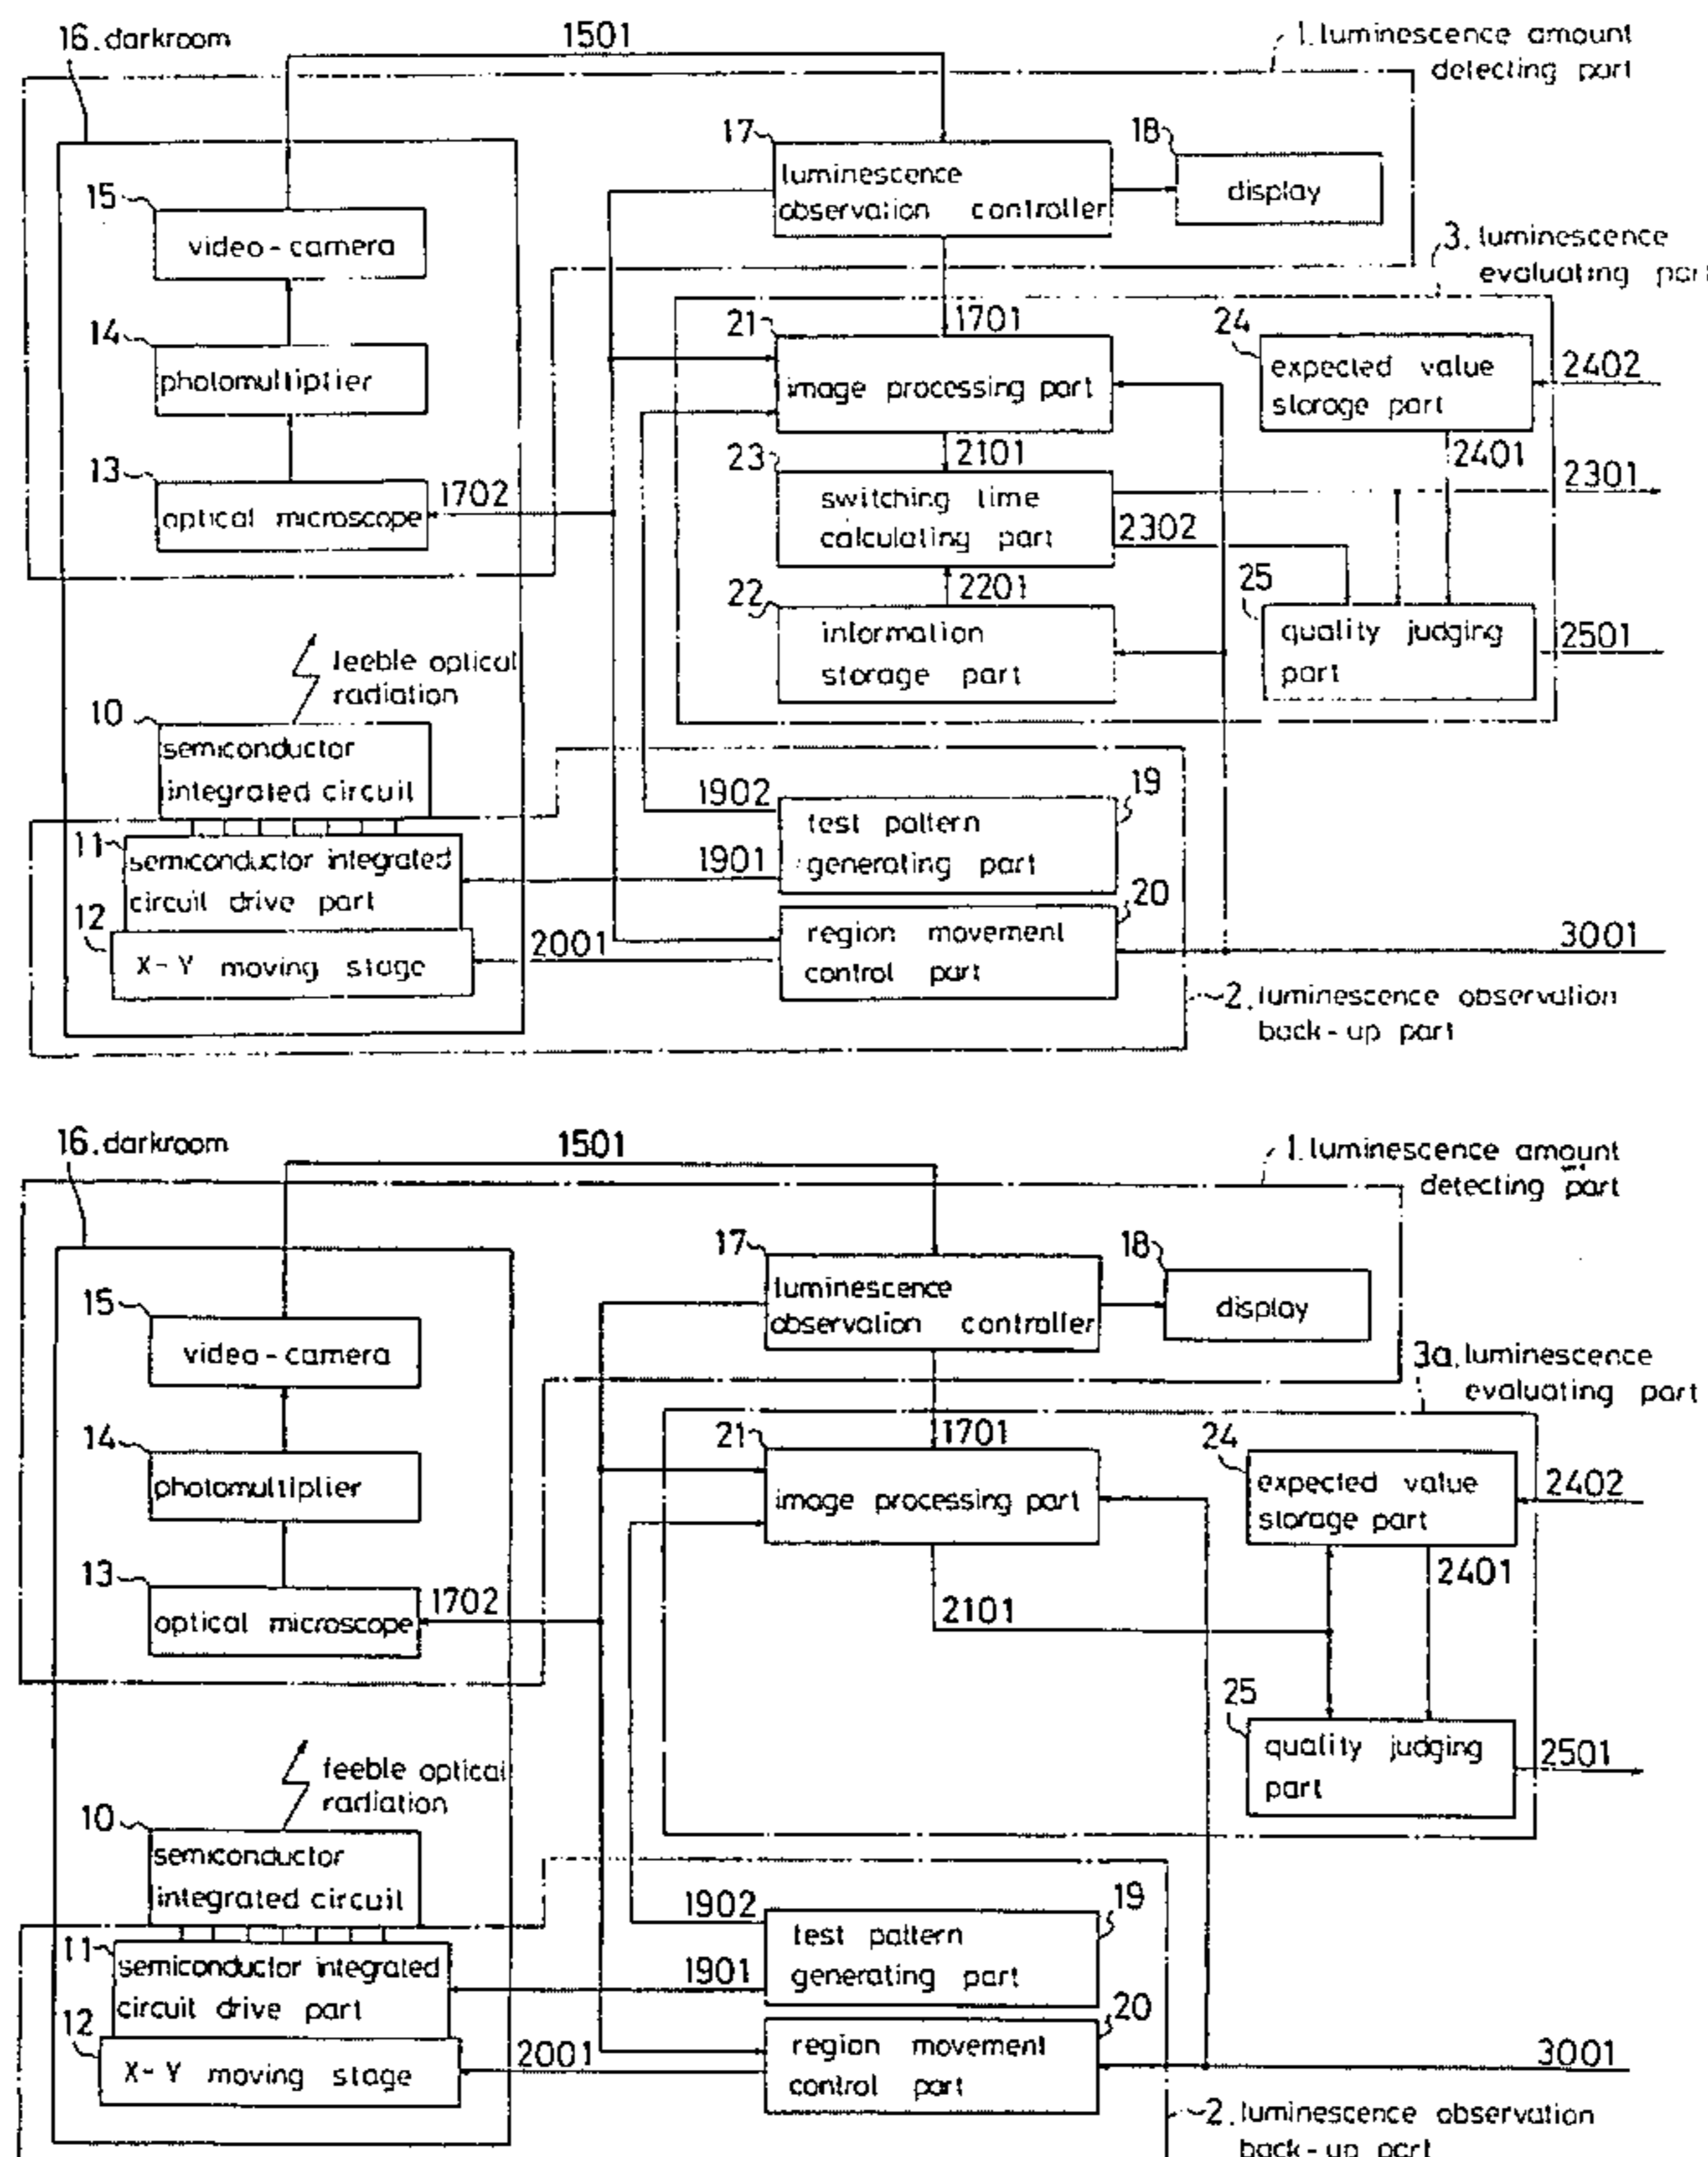 16. darkroom
1501
1. luminescence amount
detecting part
17
luminescence
observation controller
18
display
15
video-camera
3. luminescence
evaluating par
14
photomultiplier
21
1701
image processing part
24
expected value
storage part
2402
2401
13
optical microscope
1702
23
2101
switching time
calculating part
2301
2302
22
2201
information
storage part
25
quality judging
part
2501
feeble optical
radiation
10
semiconductor
integrated circuit
1902
19
test pattern
generating part
11
semiconductor integrated
circuit drive part
1901
20
12
X-Y moving stage
2001
region movement
control part
3001
2. luminescence observation
back-up part
16. darkroom
1501
1. luminescence amount
detecting part
17
luminescence
observation controller
18
display
15
video-camera
3a. luminescence
evaluating part
14
photomultiplier
21
1701
image processing part
24
expected value
storage part
2402
2401
13
optical microscope
1702
2101
25
quality judging
part
2501
feeble optical
radiation
10
semiconductor
integrated circuit
1902
19
test pattern
generating part
11
semiconductor integrated
circuit drive part
1901
20
12
X-Y moving stage
2001
region movement
control part
3001
2. luminescence observation
back-up part